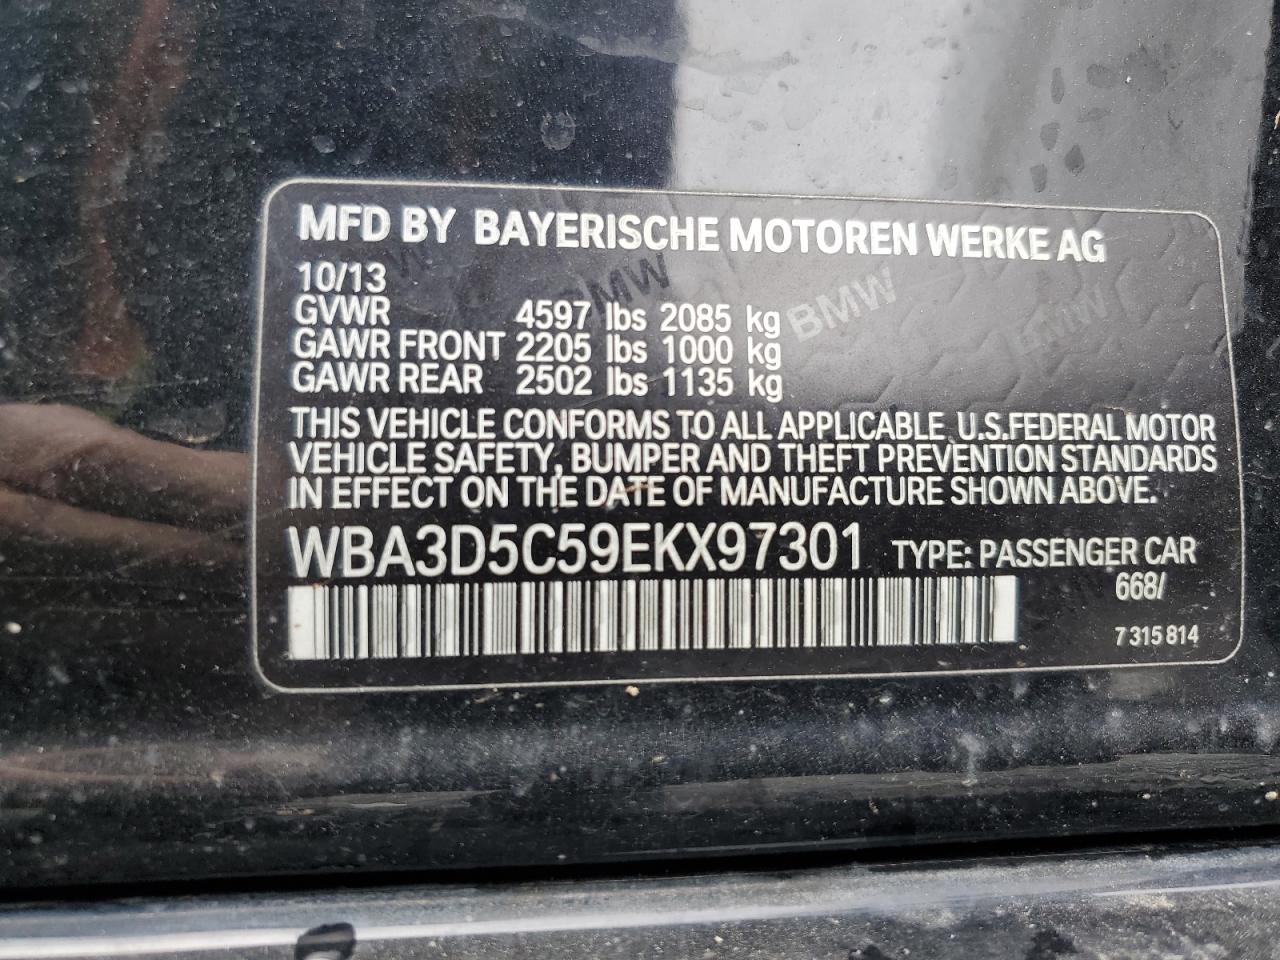 MFD BY BAYERISCHE MOTOREN WERKE AG
10/13
GVWR 4597 lbs 2085 kg
GAWR FRONT 2205 lbs 1000 kg
GAWR REAR 2502 lbs 1135 kg
THIS VEHICLE CONFORMS TO ALL APPLICABLE U.S.FEDERAL MOTOR
VEHICLE SAFETY, BUMPER AND THEFT PREVENTION STANDARDS
IN EFFECT ON THE DATE OF MANUFACTURE SHOWN ABOVE.
WBA3D5C59EKX97301 TYPE: PASSENGER CAR
668/
7 315 814
BMW
BMW
BMW